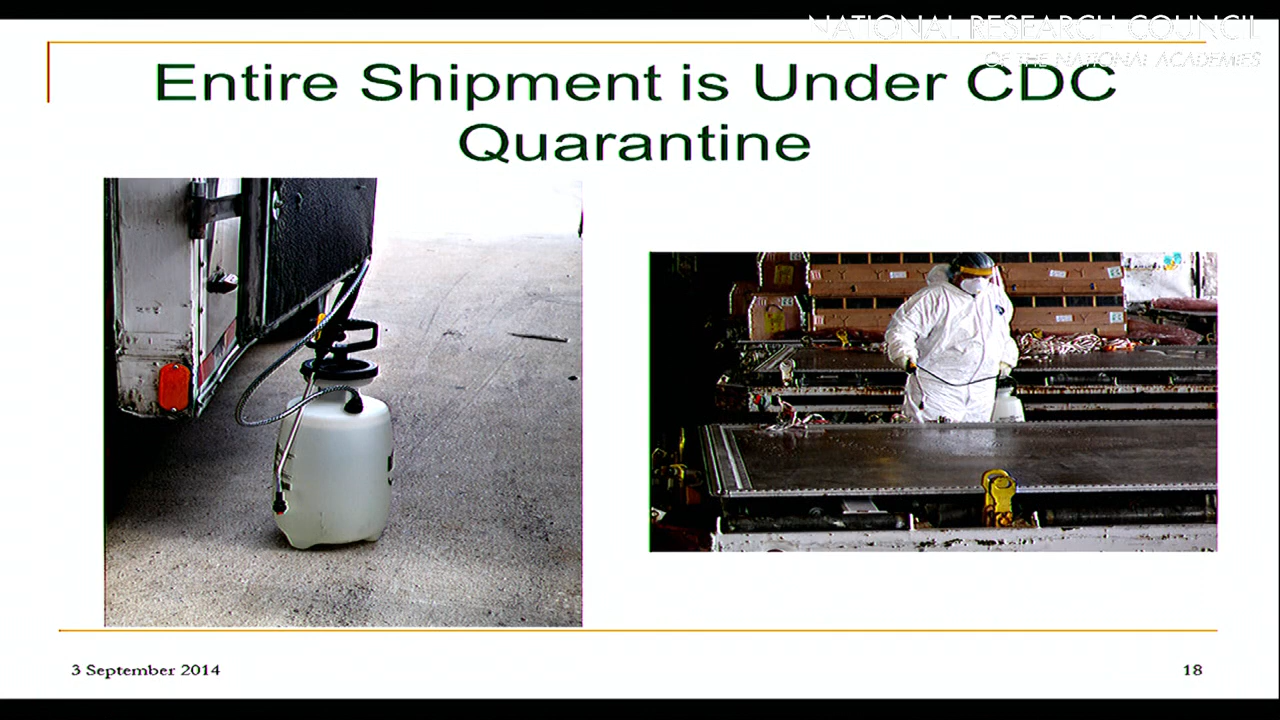 NATIONAL RESEARCH COUNCIL
OF THE NATIONAL ACADEMIES
Entire Shipment is Under CDC
Quarantine
3 September 2014
18